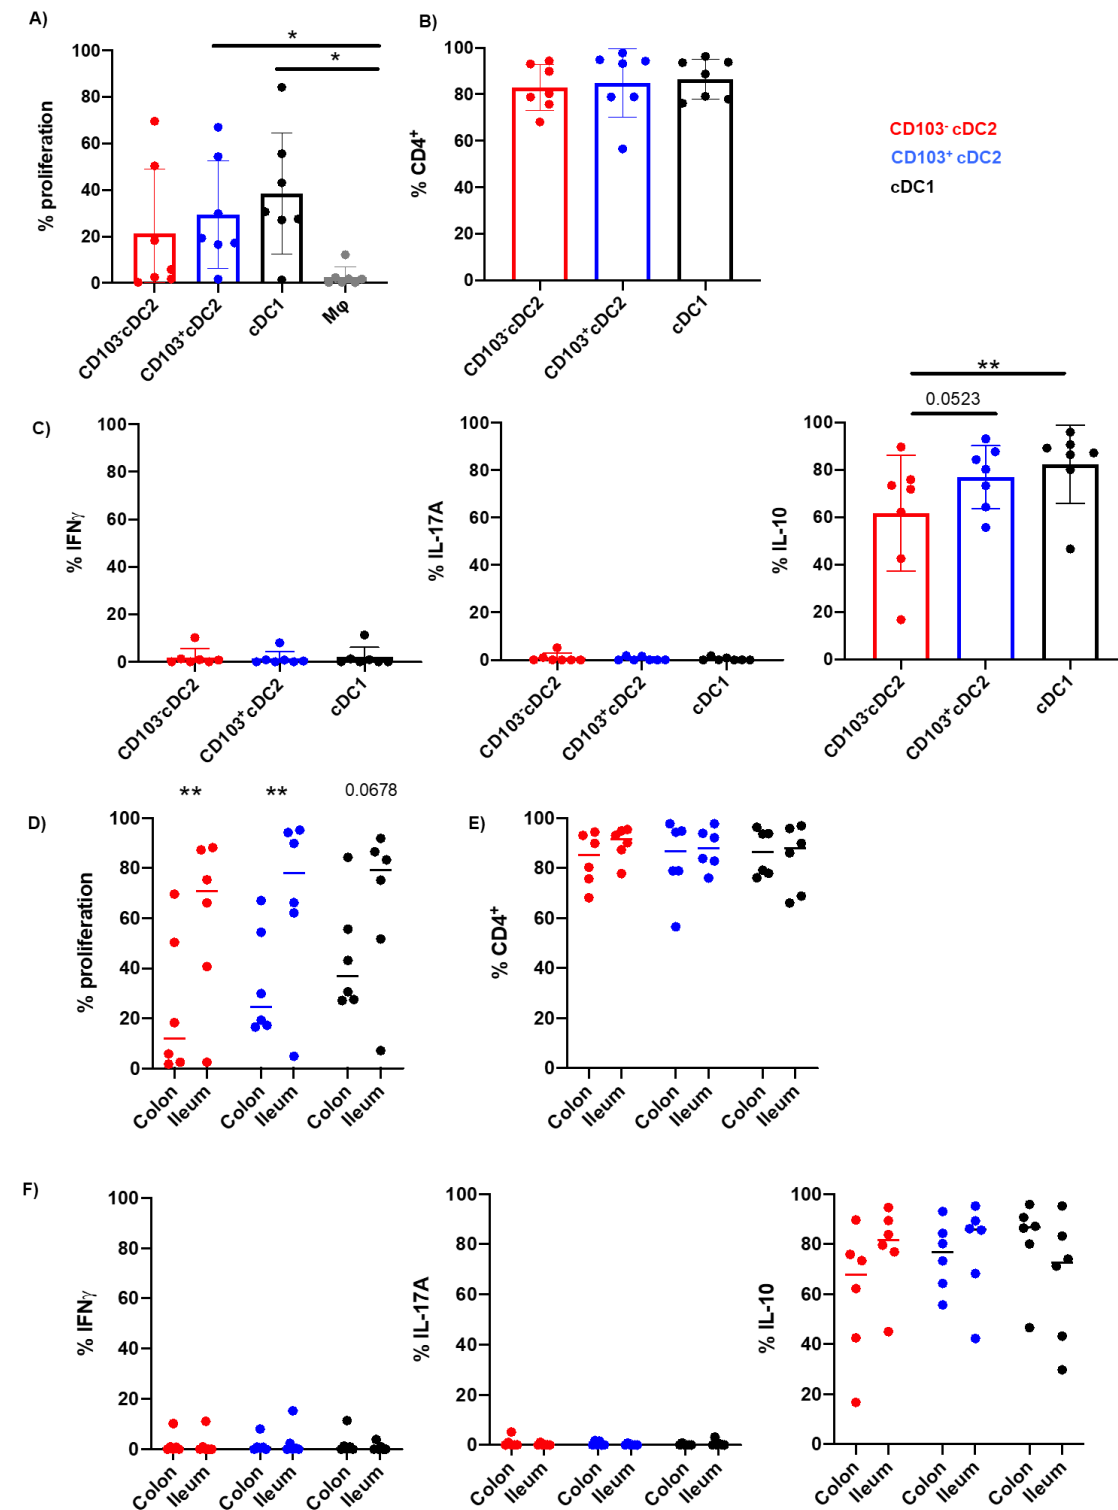 A)
% proliferation
100
80
60
40
20
0
*
*
CD103⁻cDC2
CD103⁺cDC2
cDC1
Mφ
B)
% CD4⁺
100
80
60
40
20
0
CD103⁻cDC2
CD103⁺cDC2
cDC1
CD103⁻ cDC2
CD103⁺ cDC2
cDC1
C)
% IFNγ
100
80
60
40
20
0
CD103⁻cDC2
CD103⁺cDC2
cDC1
% IL-17A
100
80
60
40
20
0
CD103⁻cDC2
CD103⁺cDC2
cDC1
% IL-10
100
80
60
40
20
0
**
0.0523
CD103⁻cDC2
CD103⁺cDC2
cDC1
D)
% proliferation
100
80
60
40
20
0
**
**
0.0678
Colon
Ileum
Colon
Ileum
Colon
Ileum
E)
% CD4⁺
100
80
60
40
20
0
Colon
Ileum
Colon
Ileum
Colon
Ileum
F)
% IFNγ
100
80
60
40
20
0
Colon
Ileum
Colon
Ileum
Colon
Ileum
% IL-17A
100
80
60
40
20
0
Colon
Ileum
Colon
Ileum
Colon
Ileum
% IL-10
100
80
60
40
20
0
Colon
Ileum
Colon
Ileum
Colon
Ileum